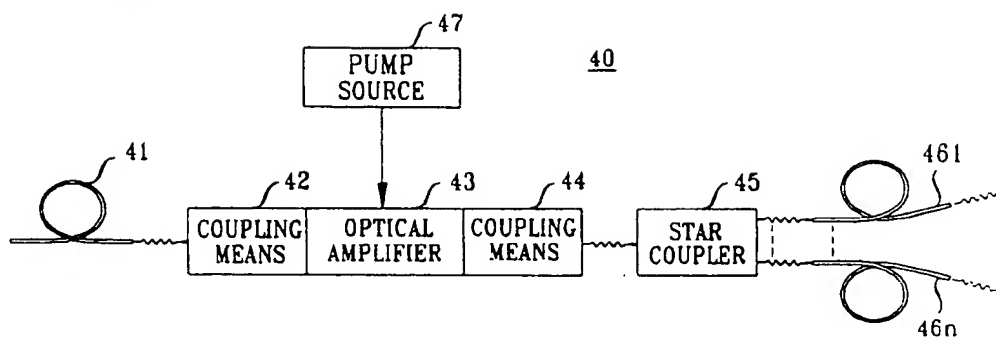 47
PUMP
SOURCE
40
41
42
43
44
45
461
COUPLING
MEANS
OPTICAL
AMPLIFIER
COUPLING
MEANS
STAR
COUPLER
46n